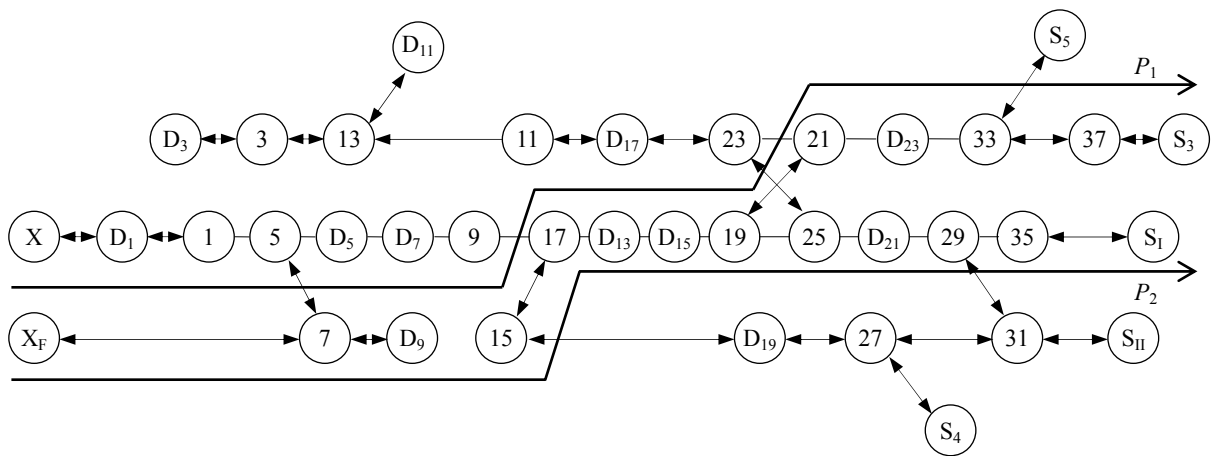 S5
D11
P1
D3 3 13 11 D17 23 21 D23 33 37 S3
X D1 1 5 D5 D7 9 17 D13 D15 19 25 D21 29 35 SI
P2
XF 7 D9 15 D19 27 31 SII
S4